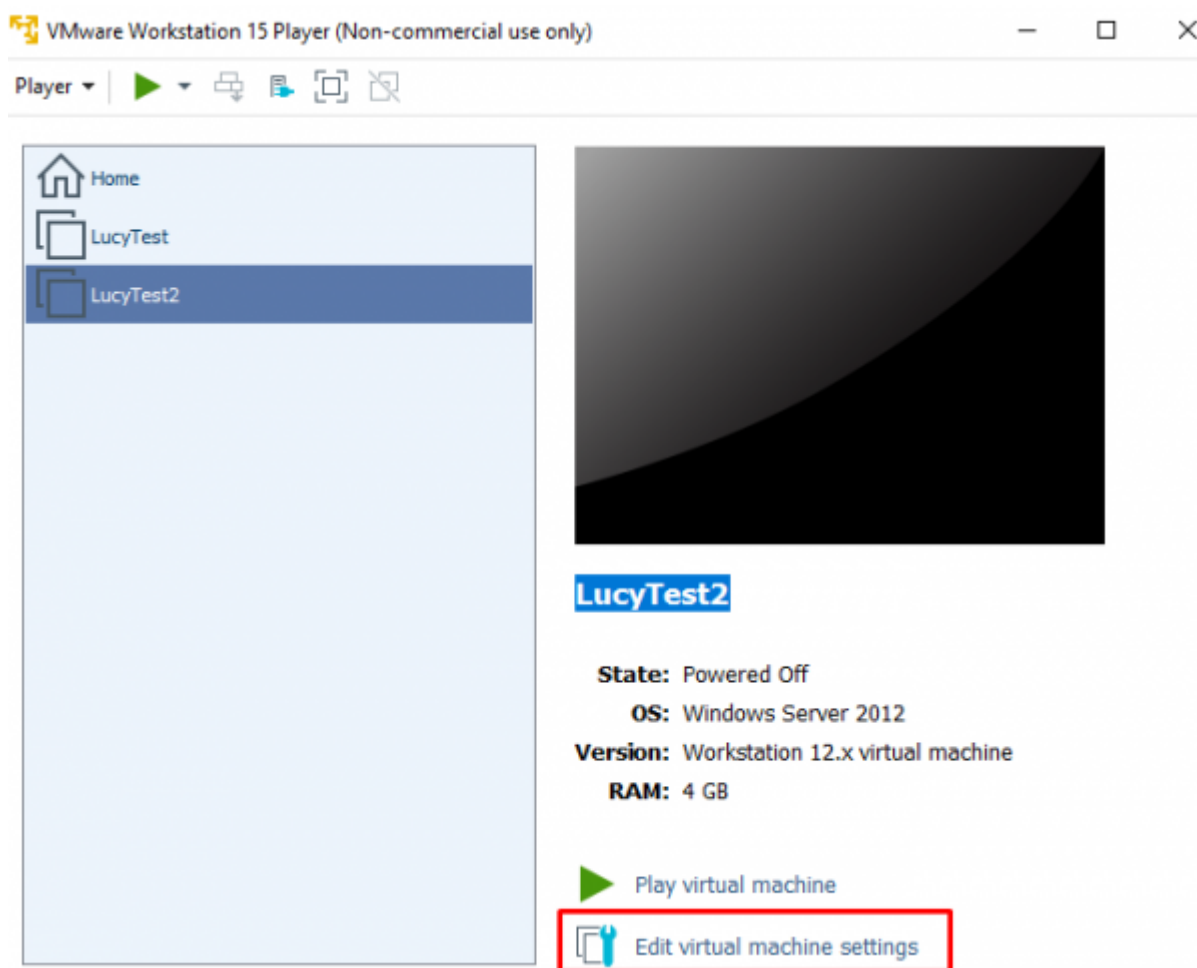 VMware Workstation 15 Player (Non-commercial use only)
Player
Home
LucyTest
LucyTest2
LucyTest2
State: Powered Off
OS: Windows Server 2012
Version: Workstation 12.x virtual machine
RAM: 4 GB
Play virtual machine
Edit virtual machine settings